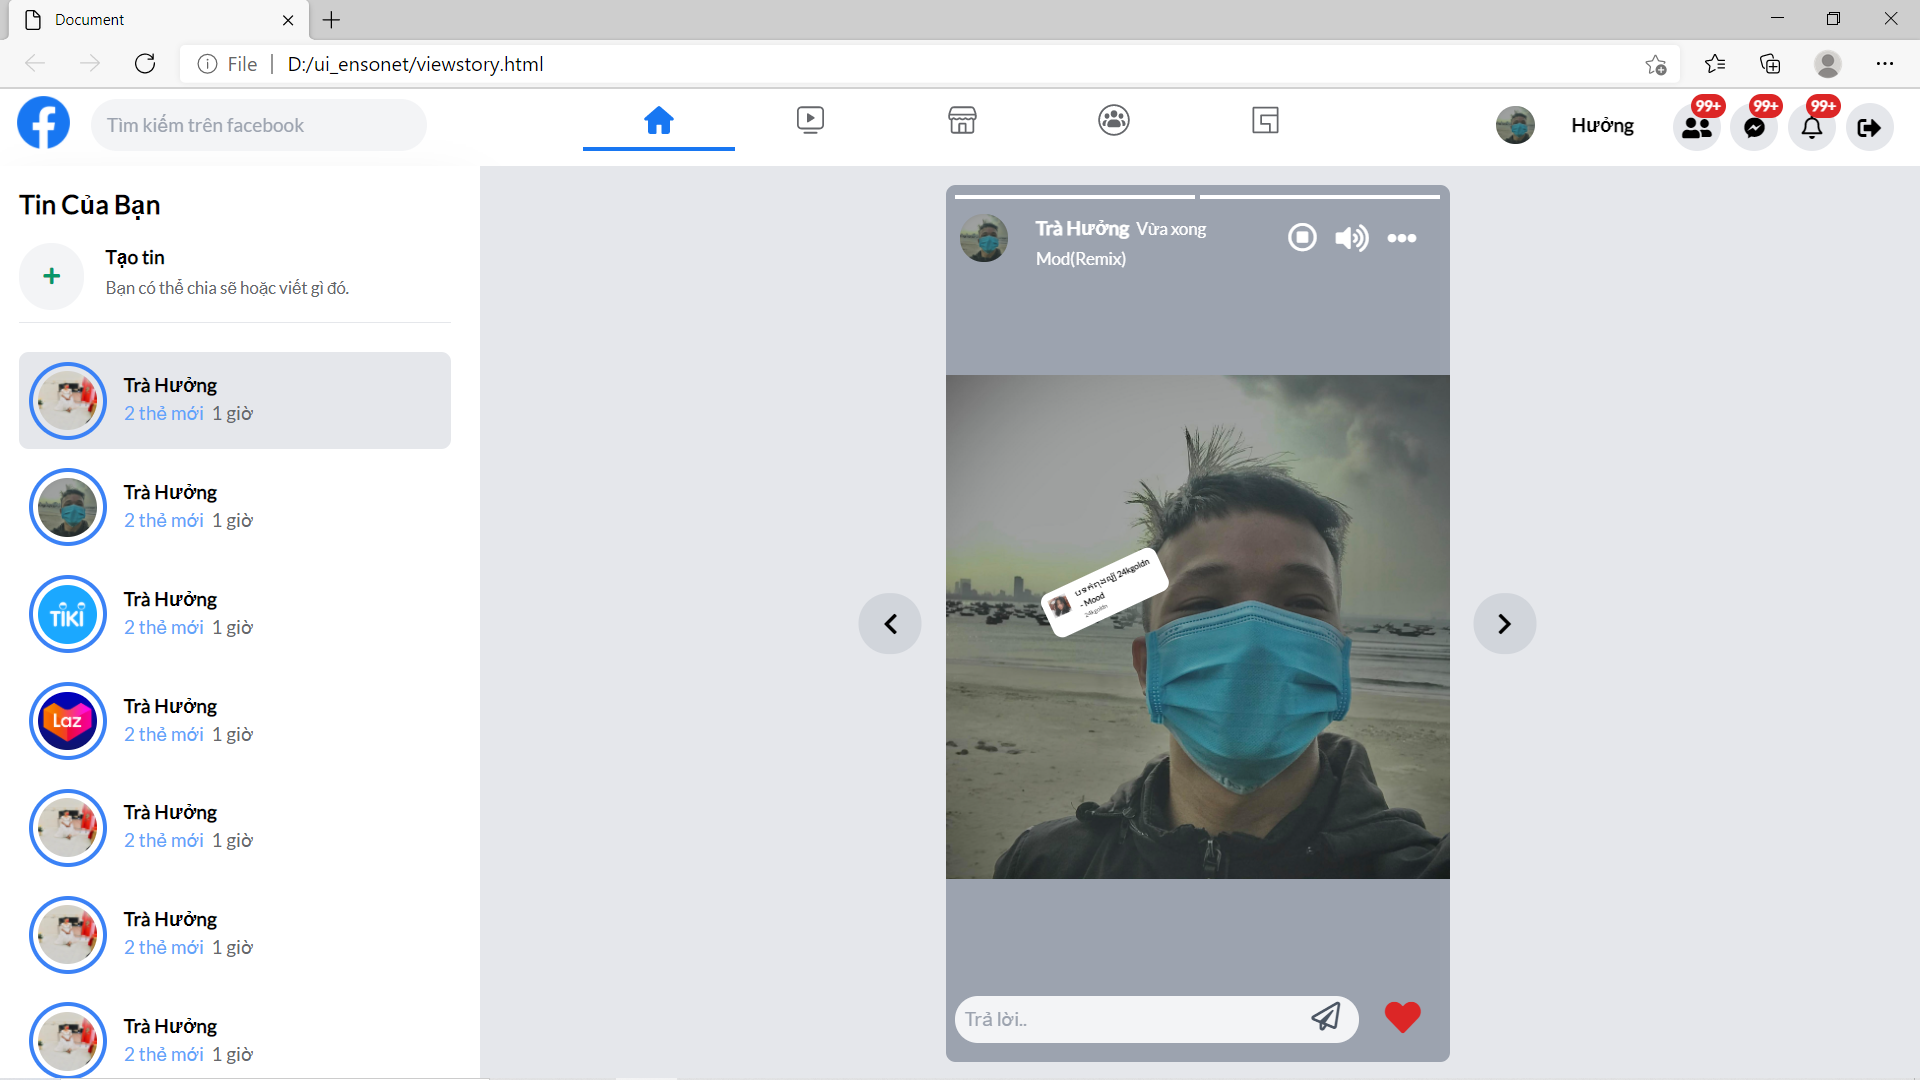 Document
File
D:/ui_ensonet/viewstory.html
Tìm kiếm trên facebook
Hưởng
99+
99+
99+
Tin Của Bạn
Tạo tin
Bạn có thể chia sẽ hoặc viết gì đó.
Trà Hưởng
2 thẻ mới 1 giờ
Trà Hưởng
2 thẻ mới 1 giờ
TIKI
Trà Hưởng
2 thẻ mới 1 giờ
Laz
Trà Hưởng
2 thẻ mới 1 giờ
Trà Hưởng
2 thẻ mới 1 giờ
Trà Hưởng
2 thẻ mới 1 giờ
Trà Hưởng
2 thẻ mới 1 giờ
Trà Hưởng Vừa xong
Mod(Remix)
24kgoldn
- Mood
24kgoldn
Trả lời..